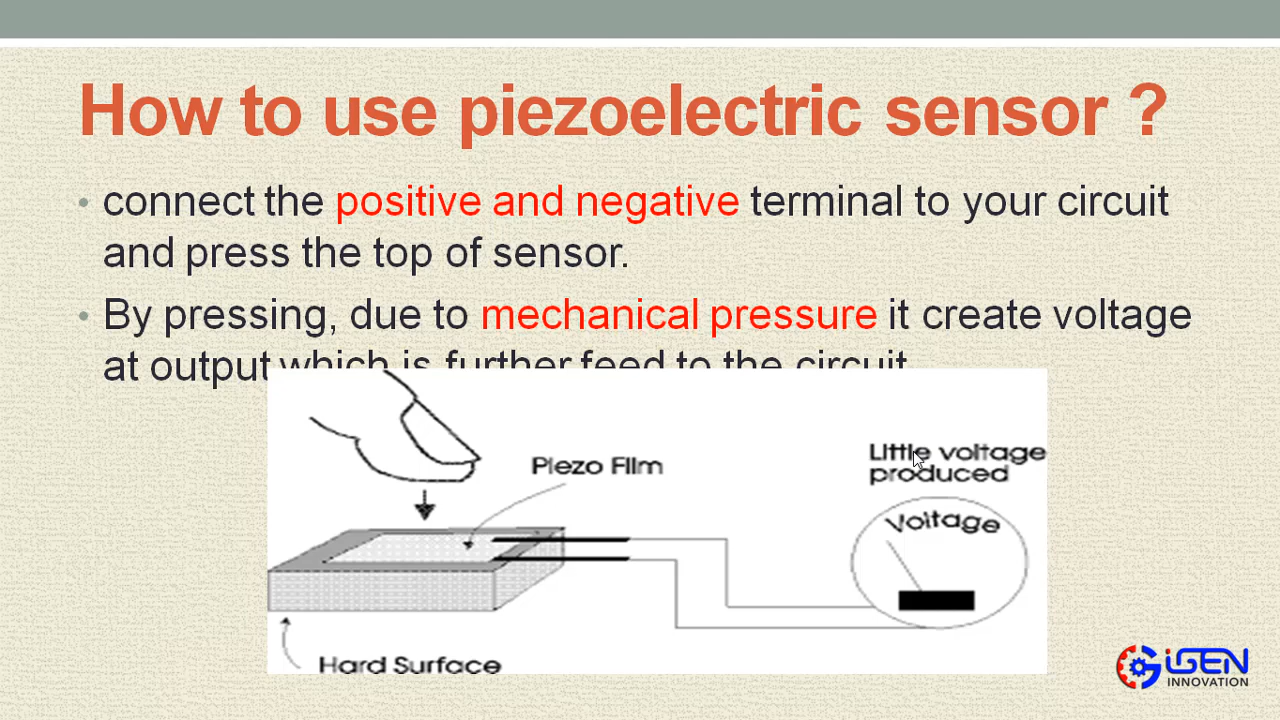 How to use piezoelectric sensor ?
• connect the positive and negative terminal to your circuit
and press the top of sensor.
• By pressing, due to mechanical pressure it create voltage
at output which is further feed to the circuit
Piezo Film
Little voltage
produced
Voltage
Hard Surface
iGEN
INNOVATION